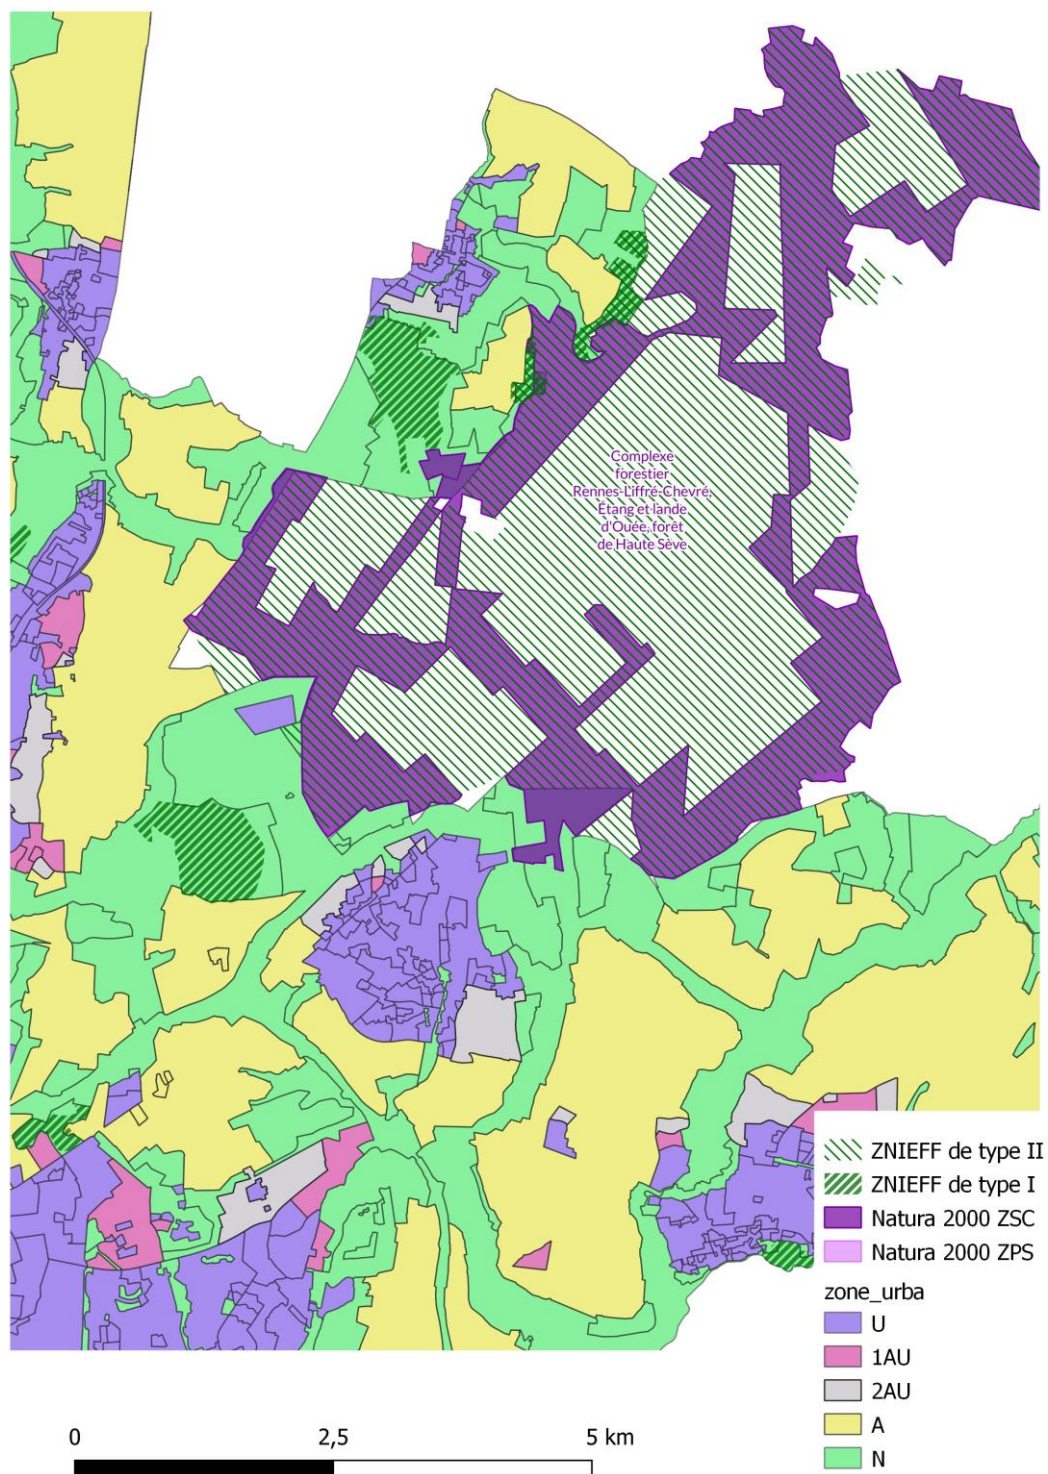 Complexe
forestier
Rennes-Liffré-Chevré,
Étang et lande
d'Ouée, forêt
de Haute Sève
ZNIEFF de type II
ZNIEFF de type I
Natura 2000 ZSC
Natura 2000 ZPS
zone_urba
U
1AU
2AU
A
N
0 2,5 5 km